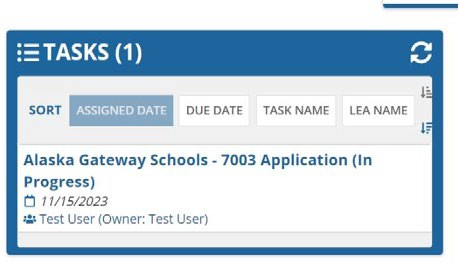 TASKS (1)
SORT ASSIGNED DATE DUE DATE TASK NAME LEA NAME
Alaska Gateway Schools - 7003 Application (In
Progress)
11/15/2023
Test User (Owner: Test User)